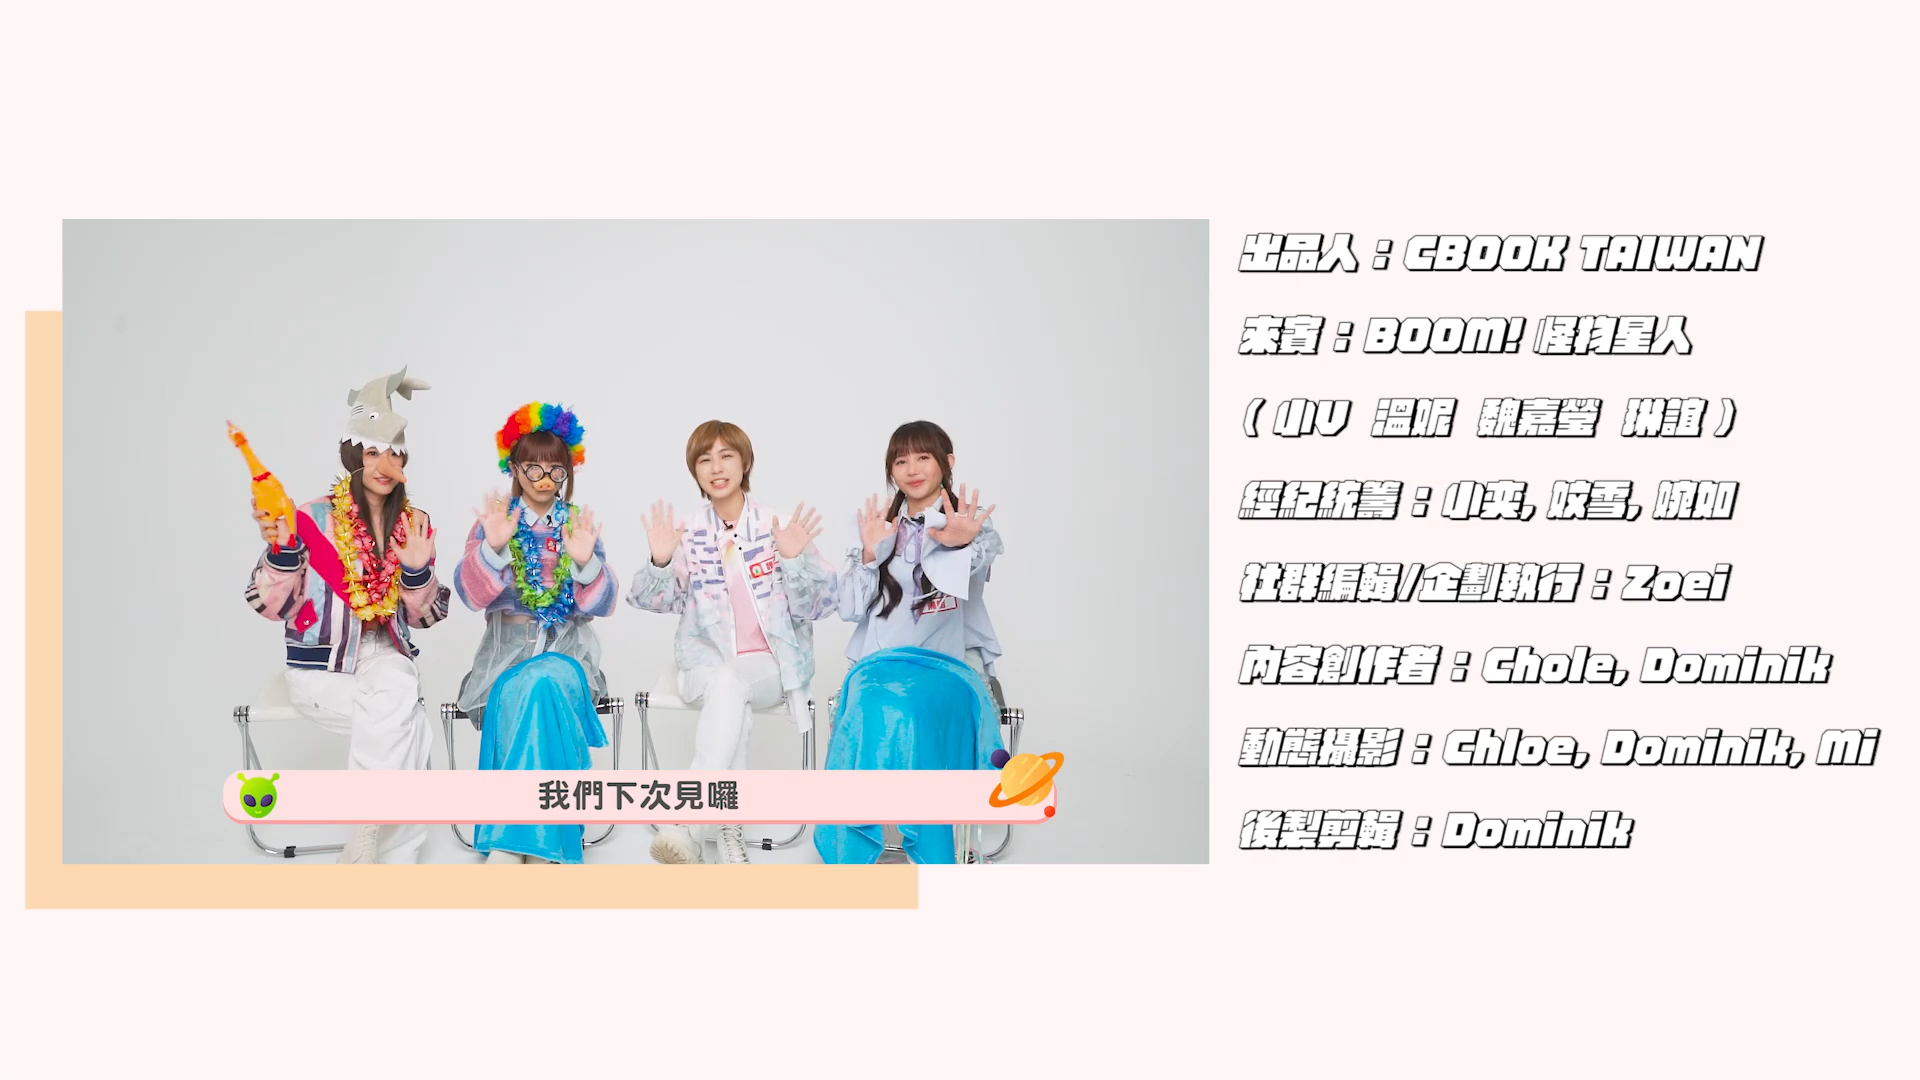 出品人：CBOOK TAIWAN
來賓：BOOM! 怪物星人
（小V 溫妮 魏嘉瑩 琳誼）
經紀統籌：小奕, 姣雪, 婉如
社群編輯/企劃執行：Zoei
內容創作者：Chole, Dominik
動態攝影：Chloe, Dominik, Mi
後製剪輯：Dominik
我們下次見囉